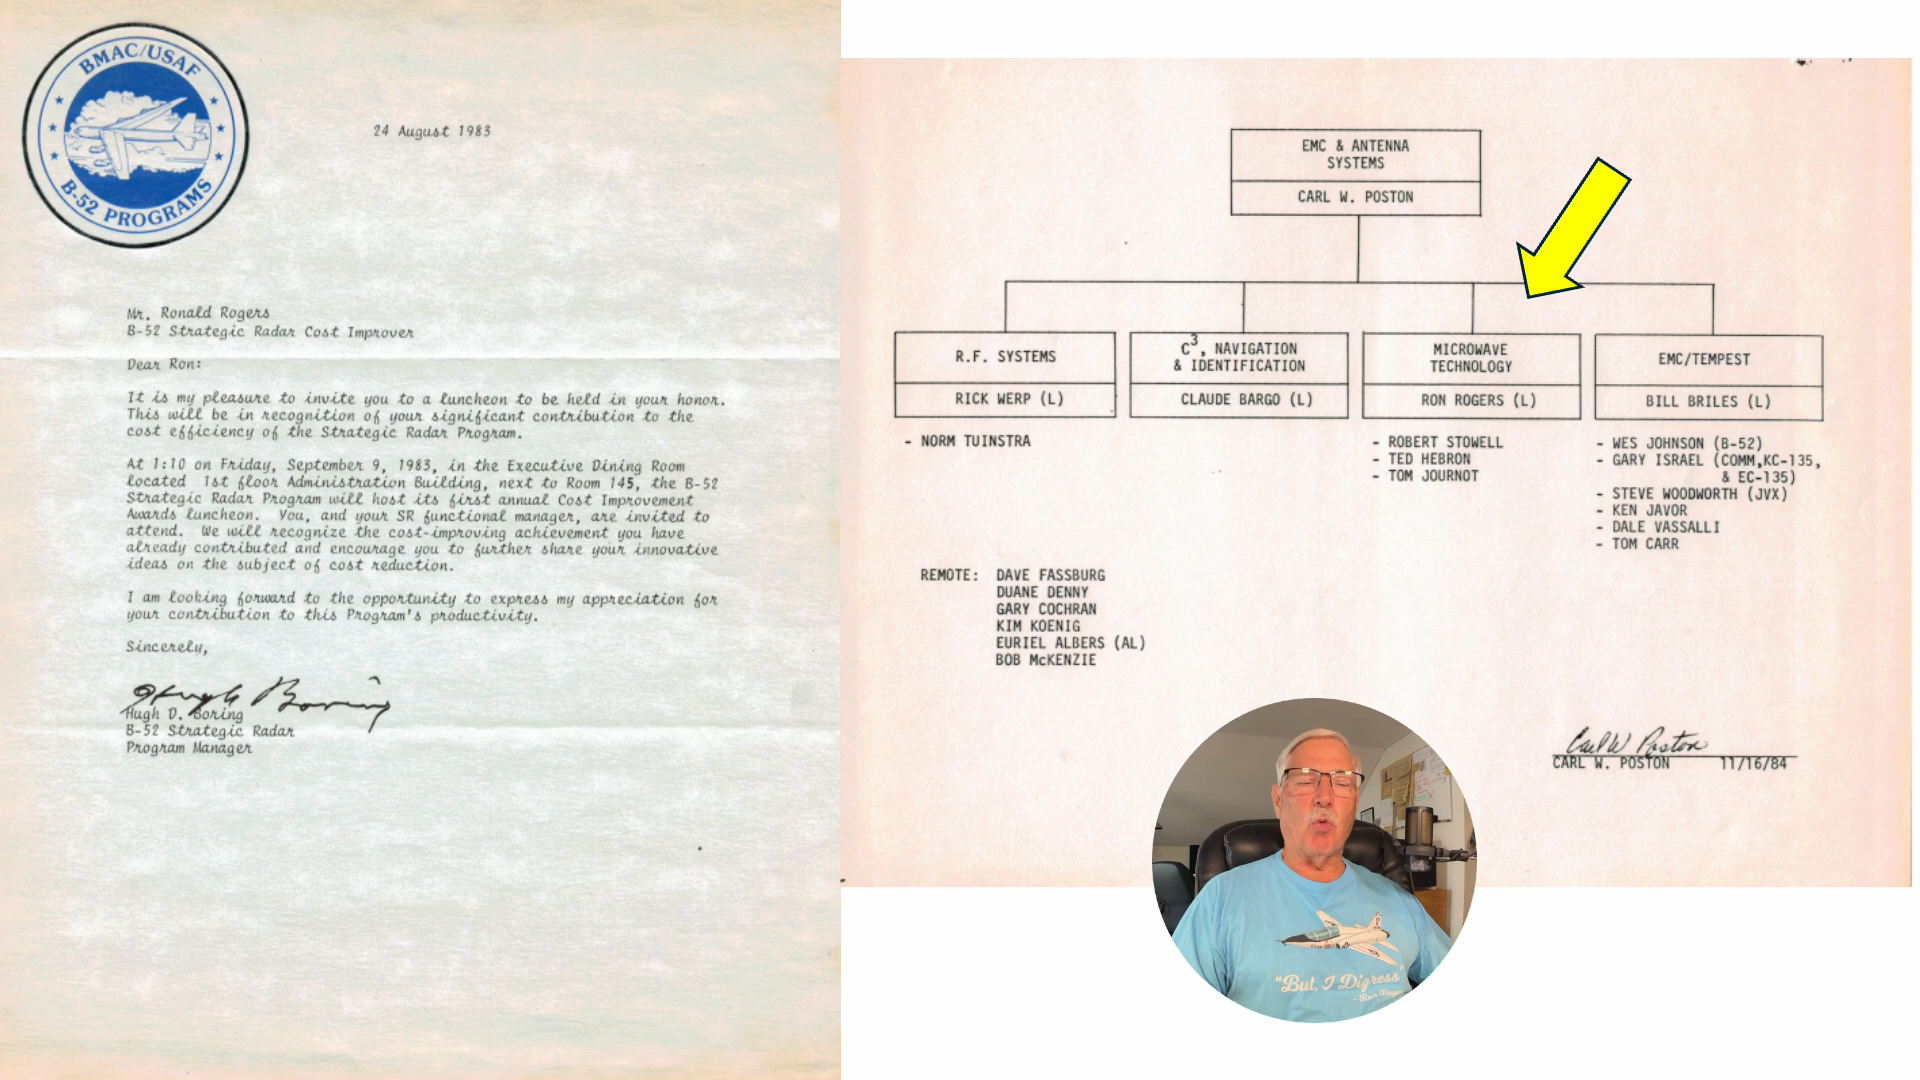 BMAC/USAF
B-52 PROGRAMS
24 August 1983
Mr. Ronald Rogers
B-52 Strategic Radar Cost Improver
Dear Ron:
It is my pleasure to invite you to a luncheon to be held in your honor.
This will be in recognition of your significant contribution to the
cost efficiency of the Strategic Radar Program.
At 1:10 on Friday, September 9, 1983, in the Executive Dining Room
located 1st floor Administration Building, next to Room 145, the B-52
Strategic Radar Program will host its first annual Cost Improvement
Awards luncheon. You, and your SR functional manager, are invited to
attend. We will recognize the cost-improving achievement you have
already contributed and encourage you to further share your innovative
ideas on the subject of cost reduction.
I am looking forward to the opportunity to express my appreciation for
your contribution to this Program's productivity.
Sincerely,
Hugh Boring
Hugh D. Boring
B-52 Strategic Radar
Program Manager
EMC & ANTENNA
SYSTEMS
CARL W. POSTON
R.F. SYSTEMS
RICK WERP (L)
- NORM TUINSTRA
C3, NAVIGATION
& IDENTIFICATION
CLAUDE BARGO (L)
MICROWAVE
TECHNOLOGY
RON ROGERS (L)
- ROBERT STOWELL
- TED HEBRON
- TOM JOURNOT
EMC/TEMPEST
BILL BRILES (L)
- WES JOHNSON (B-52)
- GARY ISRAEL (COMM,KC-135,
& EC-135)
- STEVE WOODWORTH (JVX)
- KEN JAVOR
- DALE VASSALLI
- TOM CARR
REMOTE: DAVE FASSBURG
DUANE DENNY
GARY COCHRAN
KIM KOENIG
EURIEL ALBERS (AL)
BOB McKENZIE
Carl W Poston
CARL W. POSTON 11/16/84
"But, I Digress"
- Ron Rogers